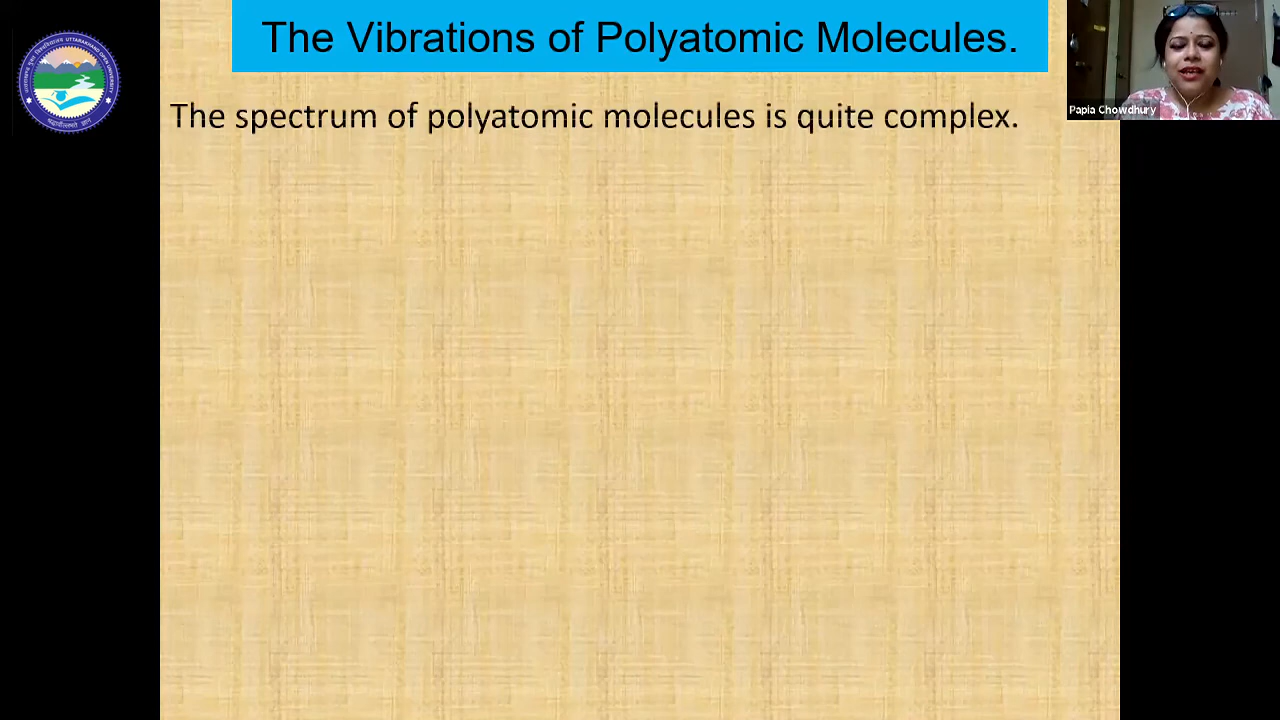 The Vibrations of Polyatomic Molecules.
Papia Chowdhury
The spectrum of polyatomic molecules is quite complex.